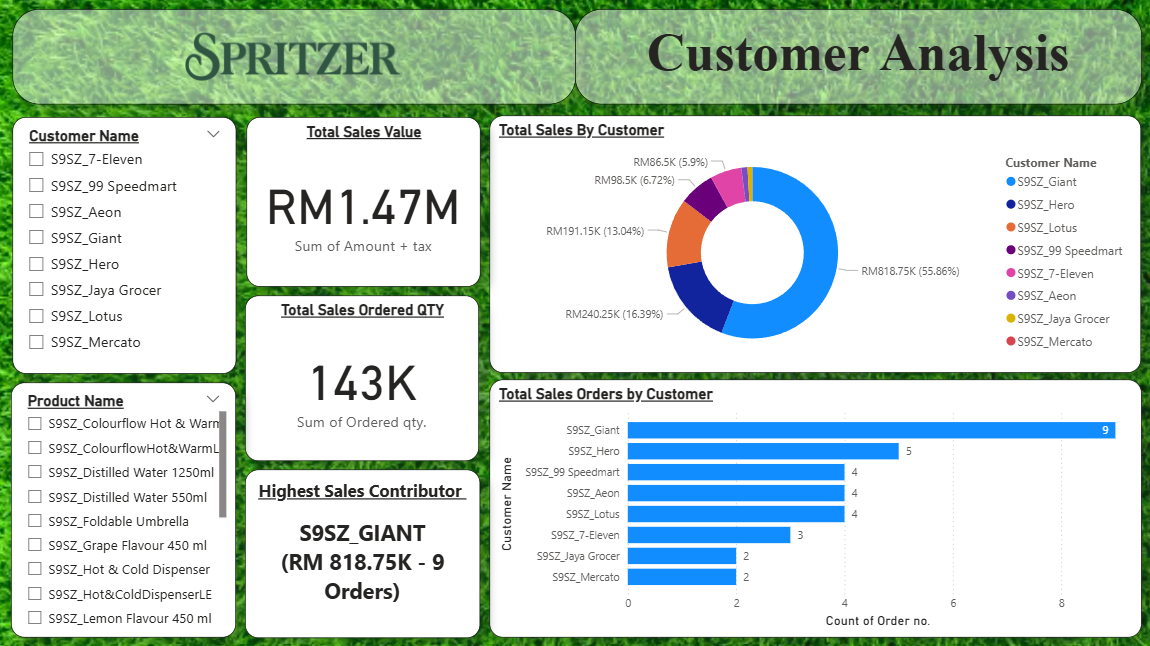 SPRITZER
Customer Analysis
Customer Name
S9SZ_7-Eleven
S9SZ_99 Speedmart
S9SZ_Aeon
S9SZ_Giant
S9SZ_Hero
S9SZ_Jaya Grocer
S9SZ_Lotus
S9SZ_Mercato
Product Name
S9SZ_Colourflow Hot & Warm
S9SZ_ColourflowHot&WarmL
S9SZ_Distilled Water 1250ml
S9SZ_Distilled Water 550ml
S9SZ_Foldable Umbrella
S9SZ_Grape Flavour 450 ml
S9SZ_Hot & Cold Dispenser
S9SZ_Hot&ColdDispenserLE
S9SZ_Lemon Flavour 450 ml
Total Sales Value
RM1.47M
Sum of Amount + tax
Total Sales Ordered QTY
143K
Sum of Ordered qty.
Highest Sales Contributor
S9SZ_GIANT
(RM 818.75K - 9
Orders)
Total Sales By Customer
RM86.5K (5.9%)
RM98.5K (6.72%)
RM191.15K (13.04%)
RM240.25K (16.39%)
RM818.75K (55.86%)
Customer Name
S9SZ_Giant
S9SZ_Hero
S9SZ_Lotus
S9SZ_99 Speedmart
S9SZ_7-Eleven
S9SZ_Aeon
S9SZ_Jaya Grocer
S9SZ_Mercato
Total Sales Orders by Customer
Customer Name
S9SZ_Giant 9
S9SZ_Hero 5
S9SZ_99 Speedmart 4
S9SZ_Aeon 4
S9SZ_Lotus 4
S9SZ_7-Eleven 3
S9SZ_Jaya Grocer 2
S9SZ_Mercato 2
0 2 4 6 8
Count of Order no.